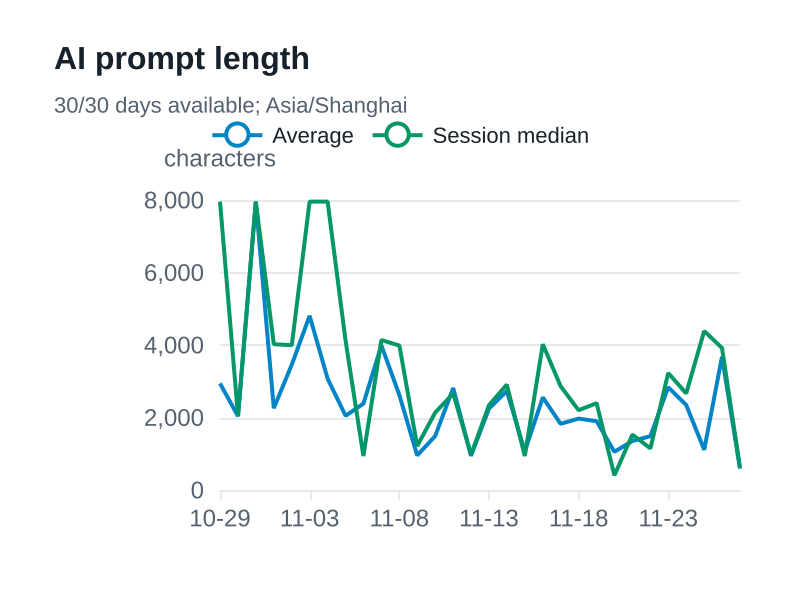 AI prompt length
30/30 days available; Asia/Shanghai
Average Session median
characters
8,000
6,000
4,000
2,000
0
10-29 11-03 11-08 11-13 11-18 11-23